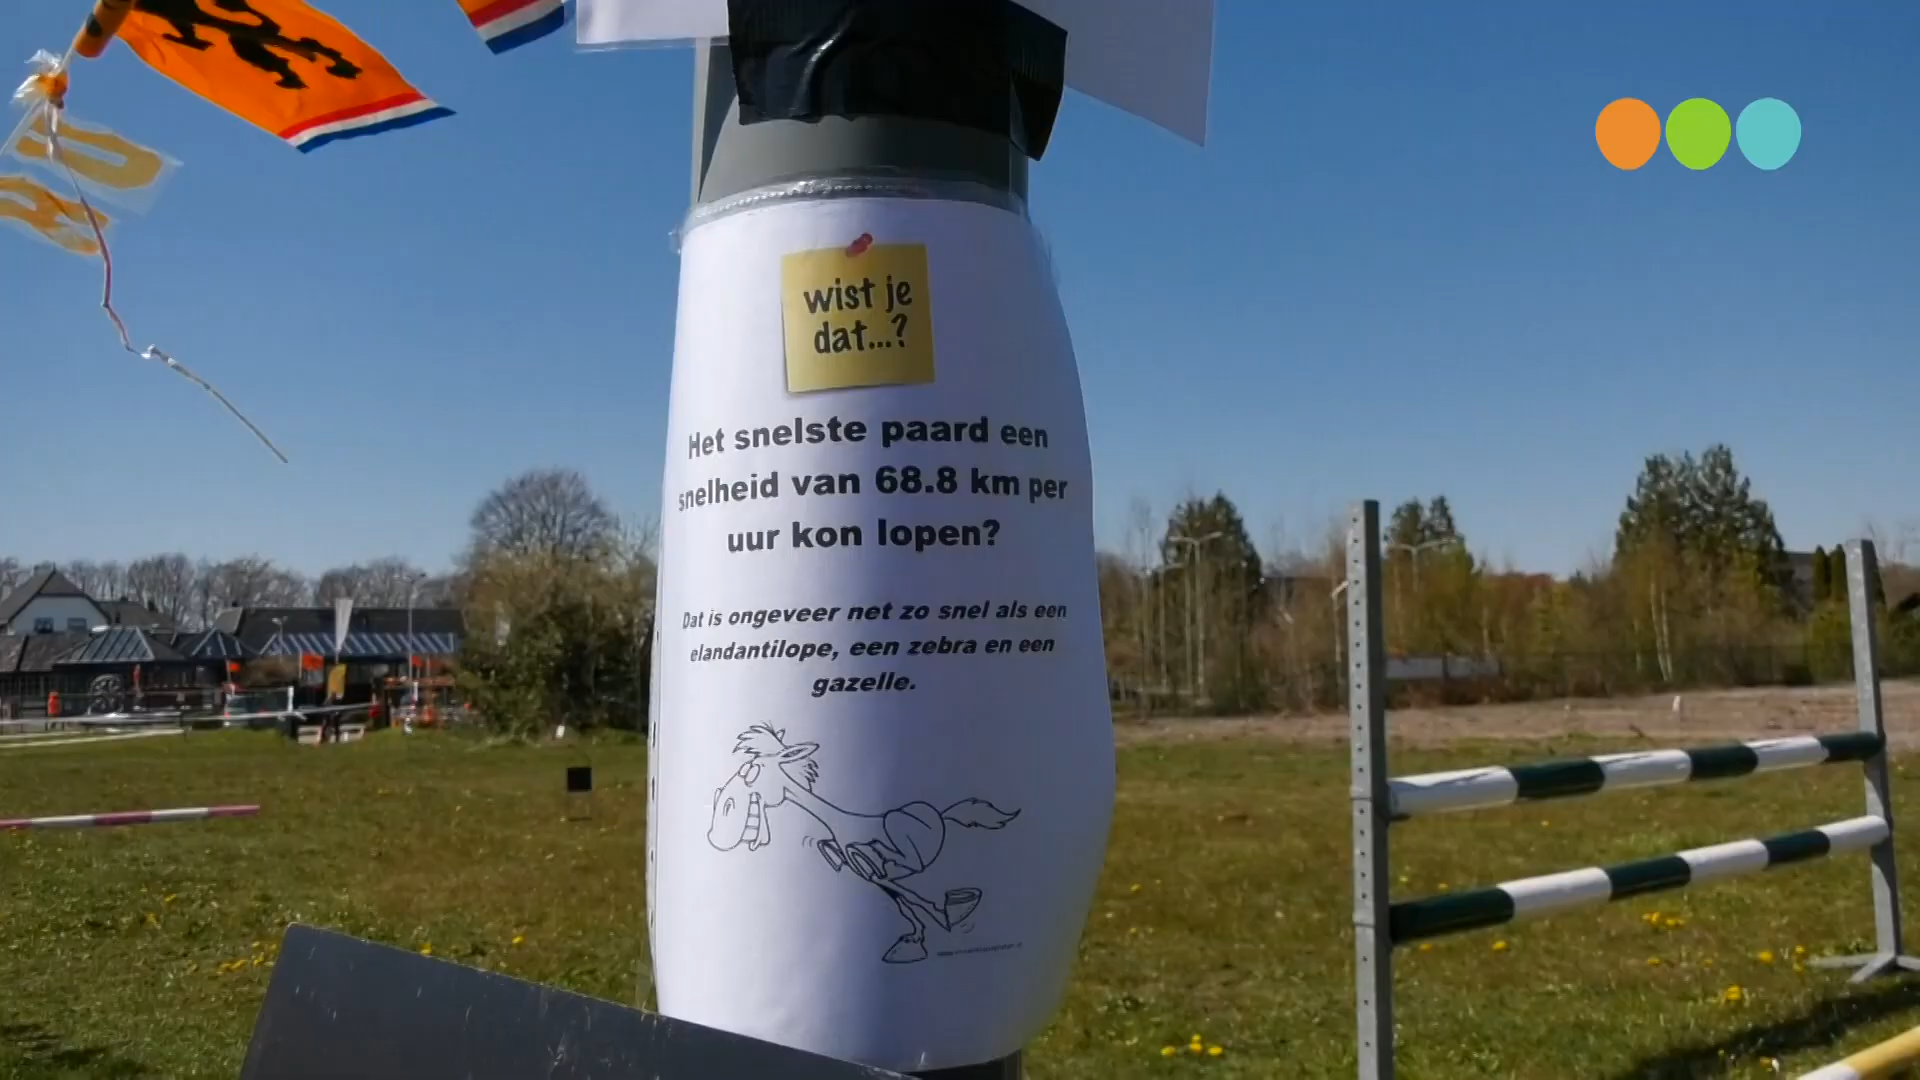 wist je
dat...?
Het snelste paard een
snelheid van 68.8 km per
uur kon lopen?
Dat is ongeveer net zo snel als een
elandantilope, een zebra en een
gazelle.